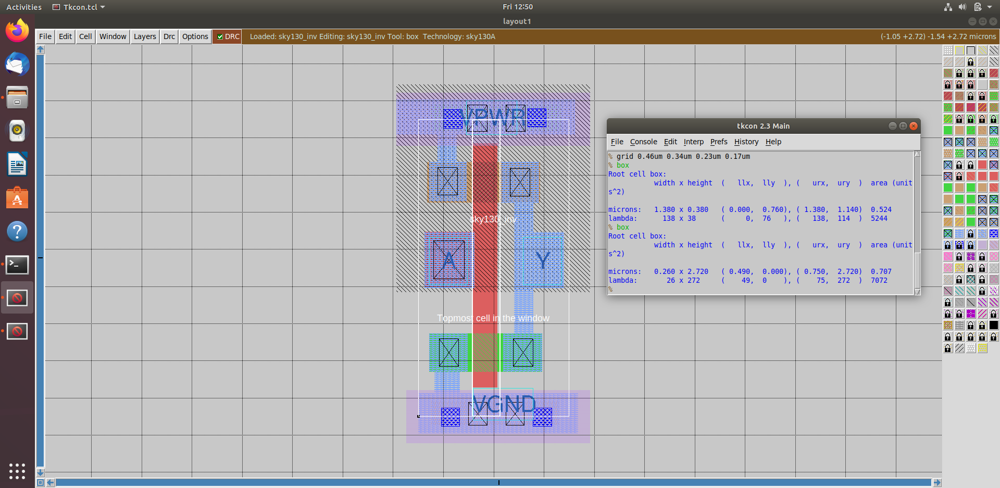 Activities Tkcon.tcl Fri 12:50
layout1
File Edit Cell Window Layers Drc Options DRC Loaded: sky130_inv Editing: sky130_inv Tool: box Technology: sky130A (-1.05 +2.72) -1.54 +2.72 microns
VPWR
sky130_inv
A Y
Topmost cell in the window
VGND
tkcon 2.3 Main
File Console Edit Interp Prefs History Help
% grid 0.46um 0.34um 0.23um 0.17um
% box
Root cell box:
width x height ( llx, lly ), ( urx, ury ) area (unit
s^2)
microns: 1.380 x 0.380 ( 0.000, 0.760), ( 1.380, 1.140) 0.524
lambda: 138 x 38 ( 0, 76 ), ( 138, 114 ) 5244
% box
Root cell box:
width x height ( llx, lly ), ( urx, ury ) area (unit
s^2)
microns: 0.260 x 2.720 ( 0.490, 0.000), ( 0.750, 2.720) 0.707
lambda: 26 x 272 ( 49, 0 ), ( 75, 272 ) 7072
%